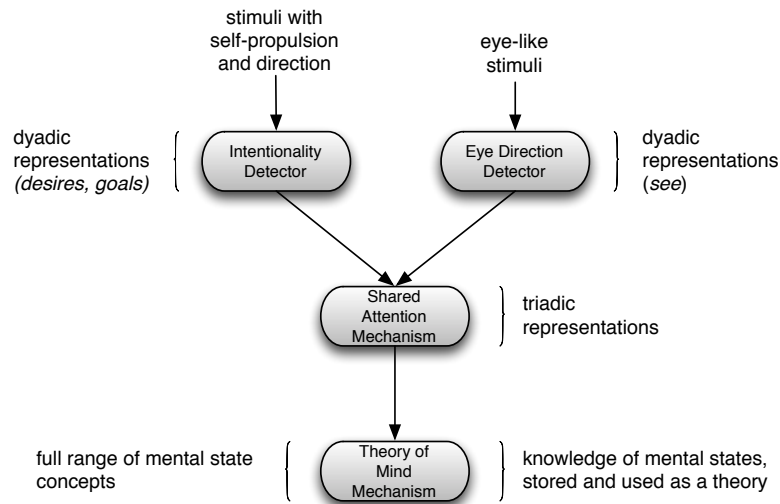 stimuli with
self-propulsion
and direction
eye-like
stimuli
dyadic
representations
(desires, goals)
Intentionality
Detector
Eye Direction
Detector
dyadic
representations
(see)
Shared
Attention
Mechanism
triadic
representations
full range of mental state
concepts
Theory of
Mind
Mechanism
knowledge of mental states,
stored and used as a theory